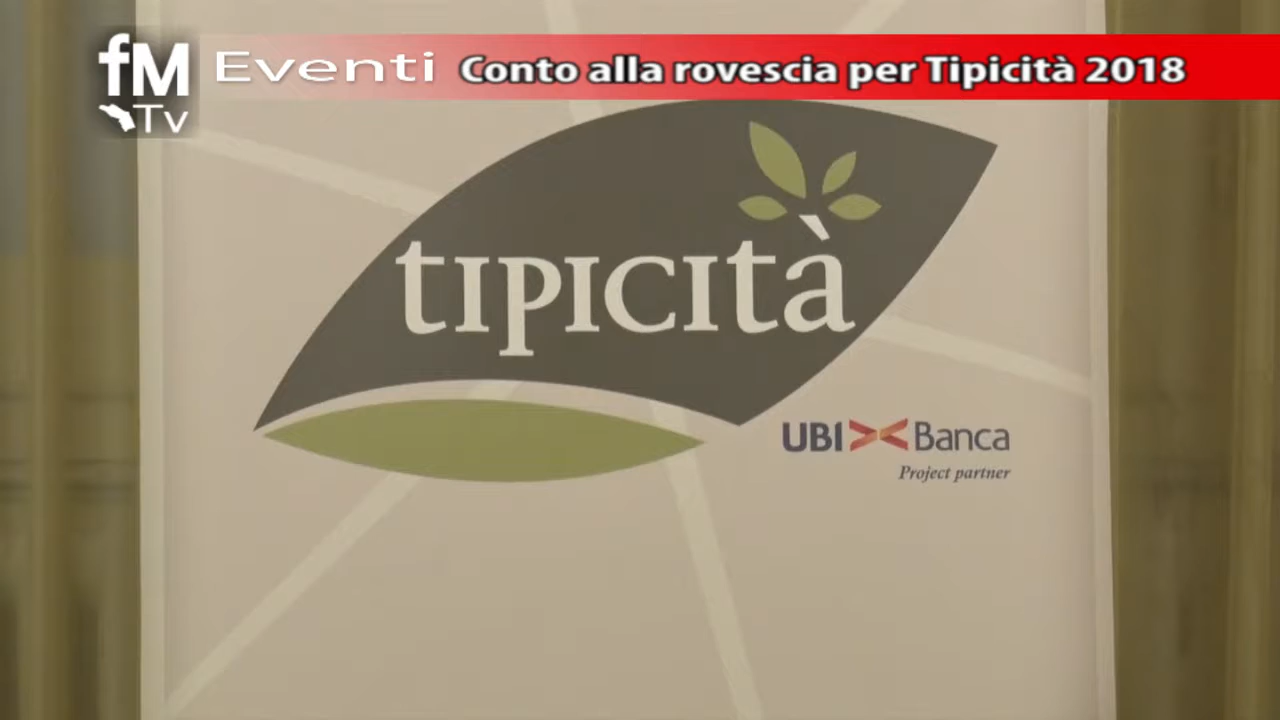 fM
Tv
Eventi Conto alla rovescia per Tipicità 2018
tipicità
UBI Banca
Project partner